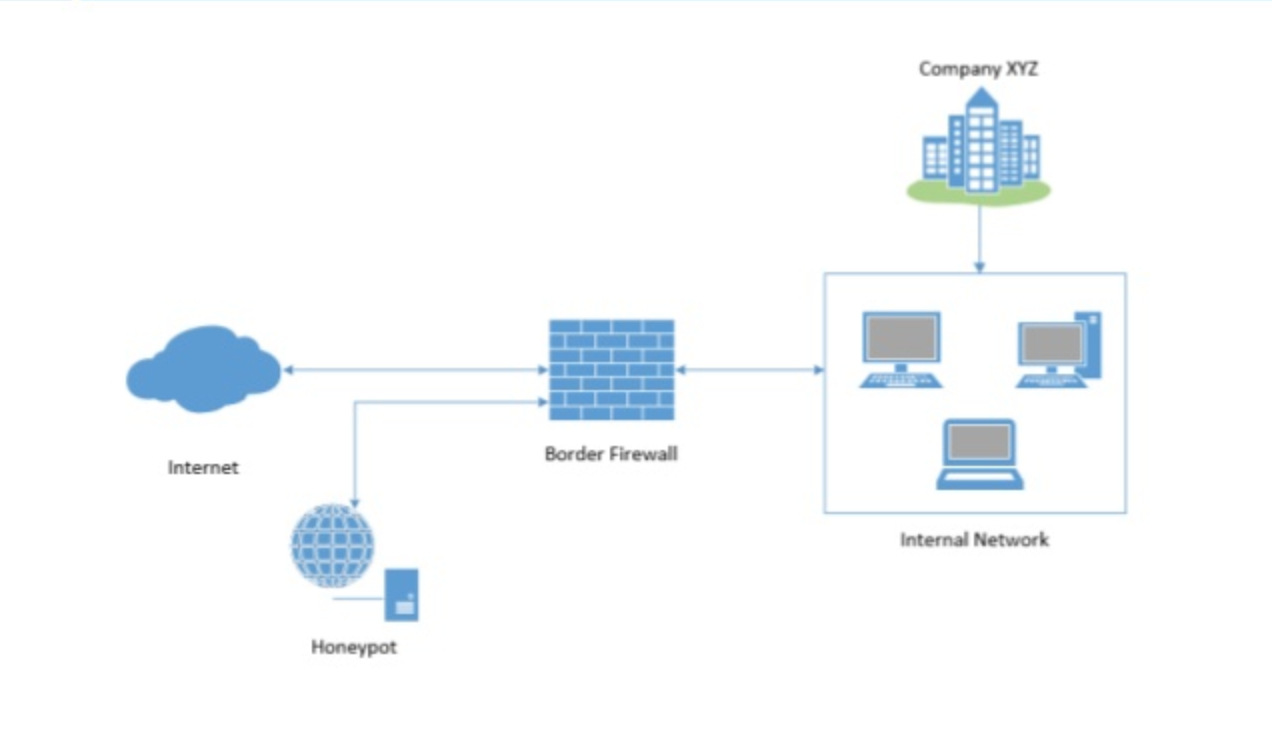 Company XYZ
Internet
Border Firewall
Internal Network
Honeypot